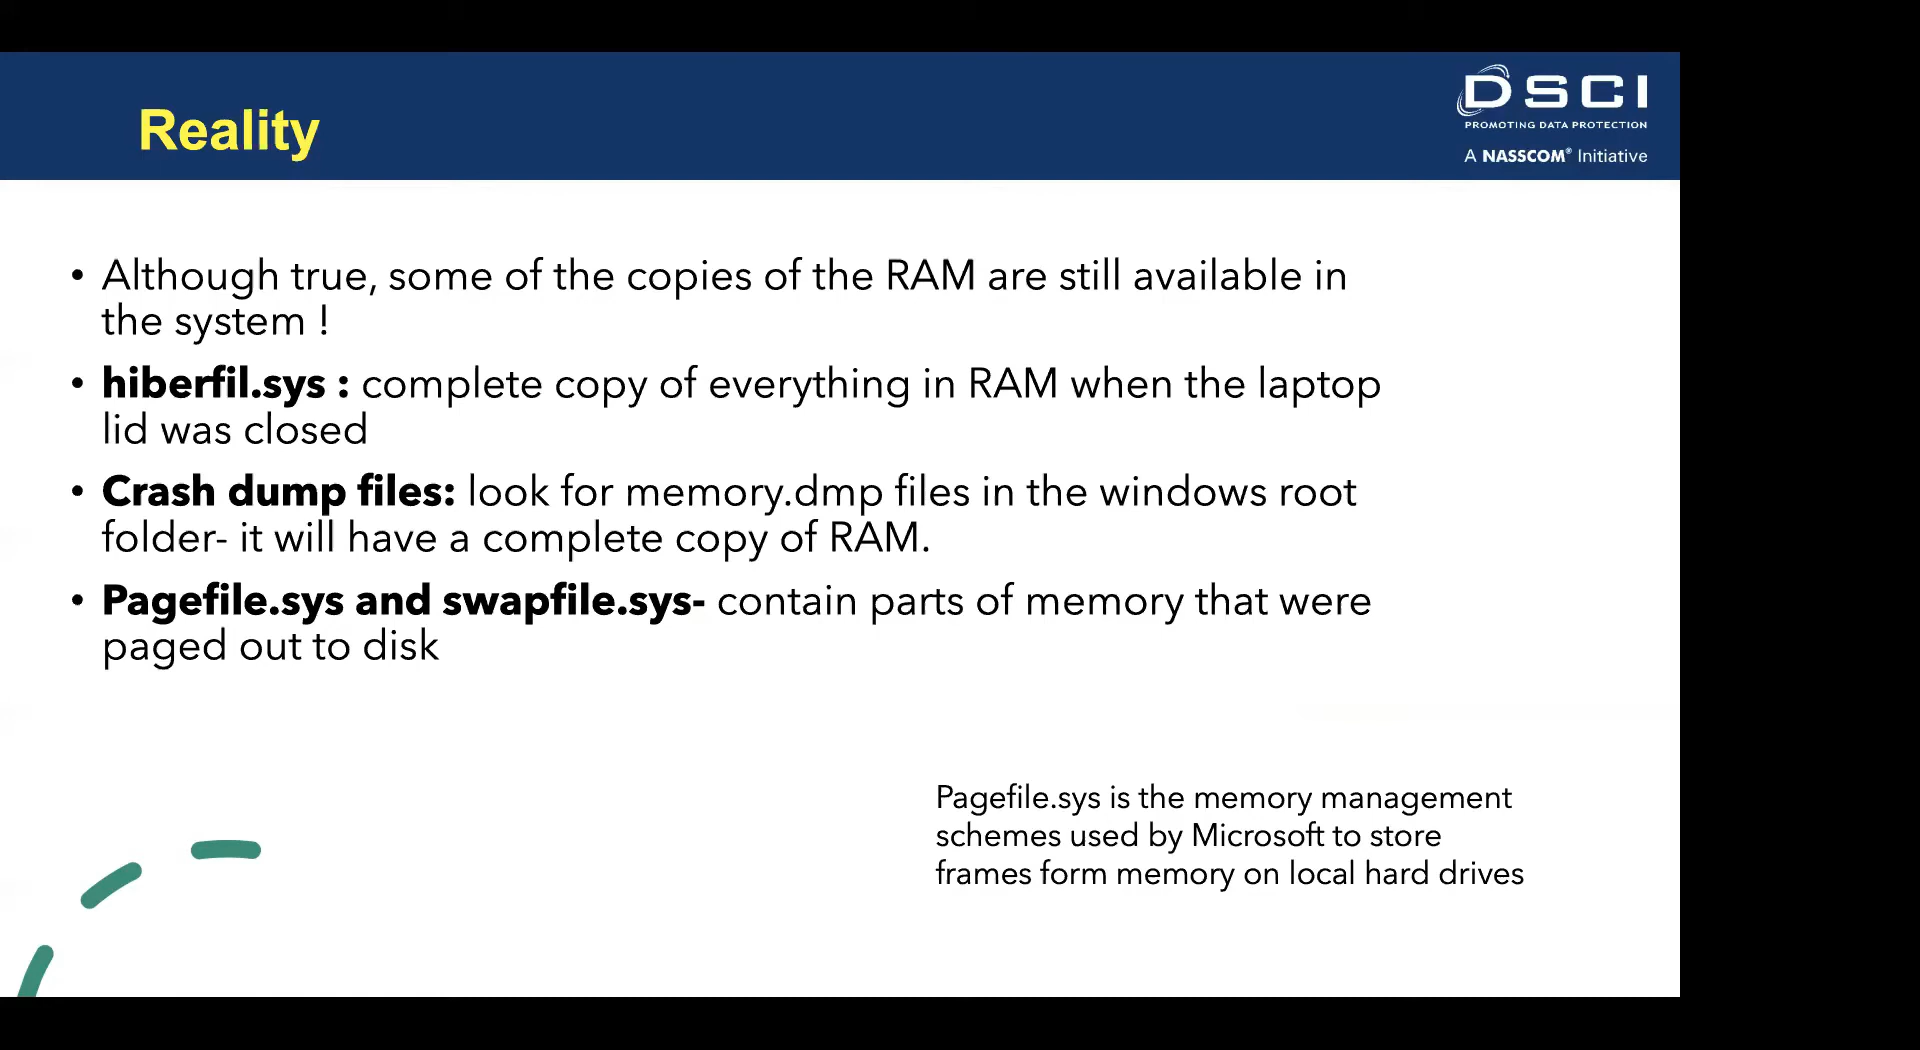 Reality
DSCI
PROMOTING DATA PROTECTION
A NASSCOM® Initiative
• Although true, some of the copies of the RAM are still available in
the system !
• hiberfil.sys : complete copy of everything in RAM when the laptop
lid was closed
• Crash dump files: look for memory.dmp files in the windows root
folder- it will have a complete copy of RAM.
• Pagefile.sys and swapfile.sys- contain parts of memory that were
paged out to disk
Pagefile.sys is the memory management
schemes used by Microsoft to store
frames form memory on local hard drives